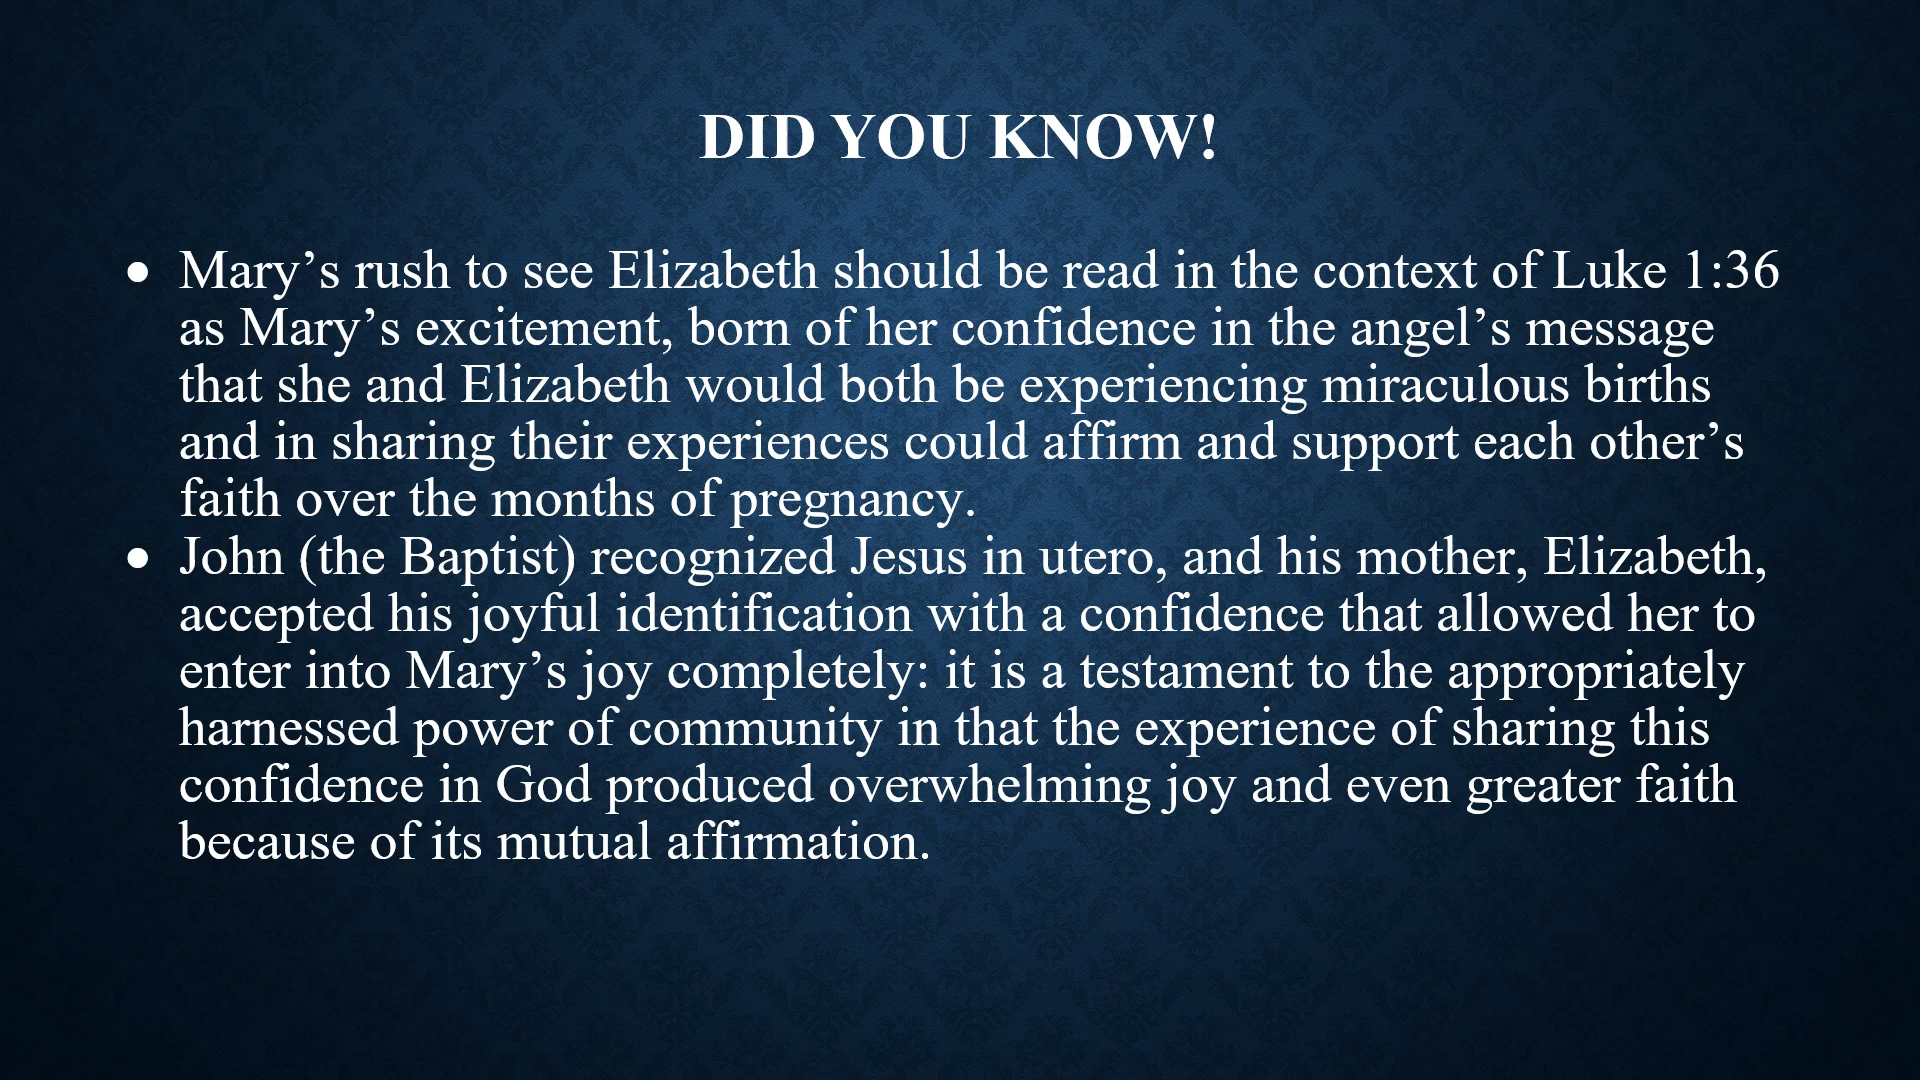 DID YOU KNOW!
• Mary’s rush to see Elizabeth should be read in the context of Luke 1:36
as Mary’s excitement, born of her confidence in the angel’s message
that she and Elizabeth would both be experiencing miraculous births
and in sharing their experiences could affirm and support each other’s
faith over the months of pregnancy.
• John (the Baptist) recognized Jesus in utero, and his mother, Elizabeth,
accepted his joyful identification with a confidence that allowed her to
enter into Mary’s joy completely: it is a testament to the appropriately
harnessed power of community in that the experience of sharing this
confidence in God produced overwhelming joy and even greater faith
because of its mutual affirmation.